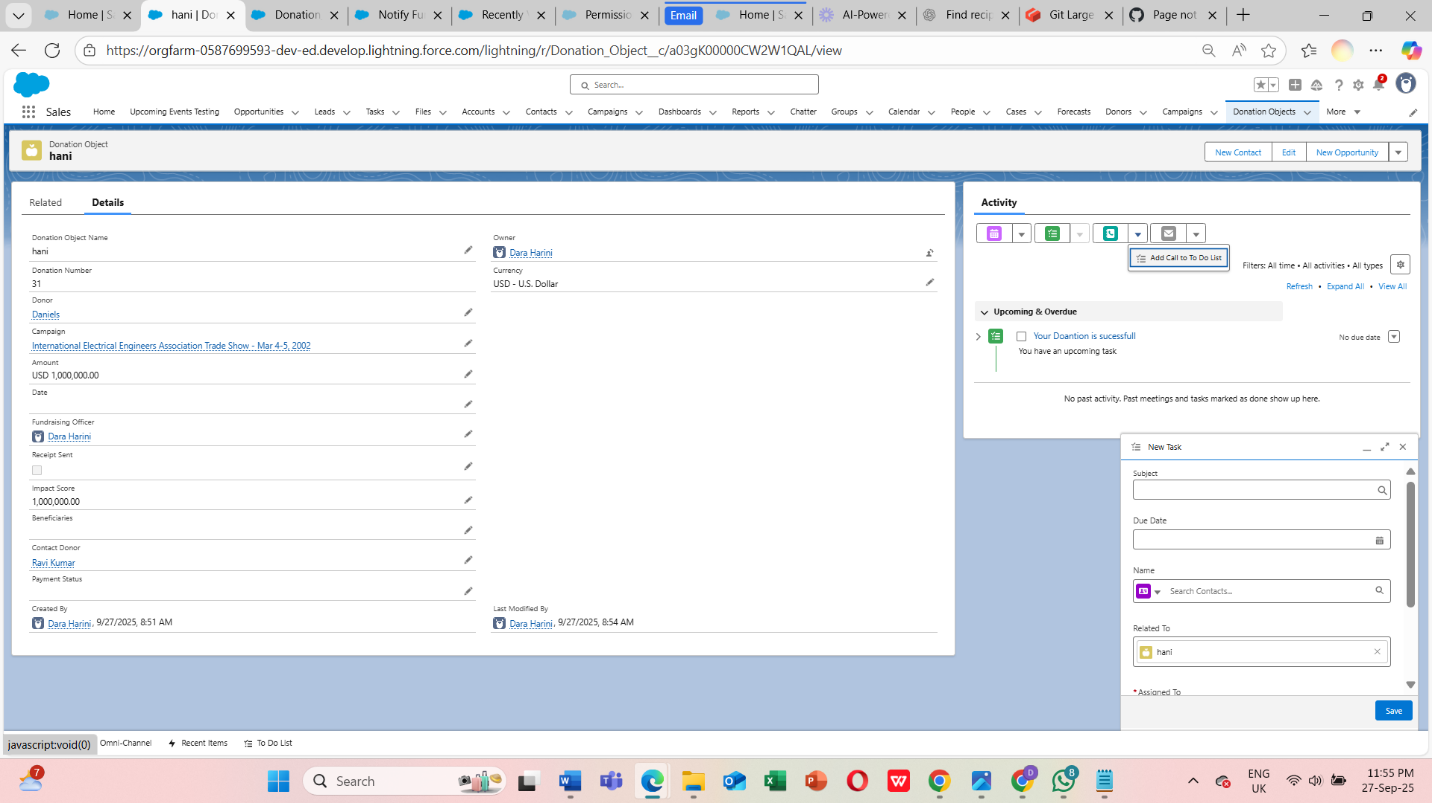 hani | Do
Home | S
Donation
Notify Fu
Recently
Permissio
Email
Home | S
AI-Power
Find recip
Git Large
Page not
https://orgfarm-0587699593-dev-ed.develop.lightning.force.com/lightning/r/Donation_Object__c/a03gK00000CW2W1QAL/view
Search...
2
Sales
Home
Upcoming Events Testing
Opportunities
Leads
Tasks
Files
Accounts
Contacts
Campaigns
Dashboards
Reports
Chatter
Groups
Calendar
People
Cases
Forecasts
Donors
Campaigns
Donation Objects
More
Donation Object
hani
New Contact
Edit
New Opportunity
Related
Details
Donation Object Name
hani
Donation Number
31
Donor
Daniels
Campaign
International Electrical Engineers Association Trade Show - Mar 4-5, 2002
Amount
USD 1,000,000.00
Date
Fundraising Officer
Dara Harini
Receipt Sent
Impact Score
1,000,000.00
Beneficiaries
Contact Donor
Ravi Kumar
Payment Status
Created By
Dara Harini, 9/27/2025, 8:51 AM
Owner
Dara Harini
Currency
USD - U.S. Dollar
Last Modified By
Dara Harini, 9/27/2025, 8:54 AM
Activity
Add Call to To Do List
Filters: All time • All activities • All types
Refresh • Expand All • View All
Upcoming & Overdue
Your Doantion is sucessfull
No due date
You have an upcoming task
No past activity. Past meetings and tasks marked as done show up here.
New Task
Subject
Due Date
Name
Search Contacts...
Related To
hani
*Assigned To
Save
javascript:void(0)
Omni-Channel
Recent Items
To Do List
7
Search
D
8
ENG
UK
11:55 PM
27-Sep-25